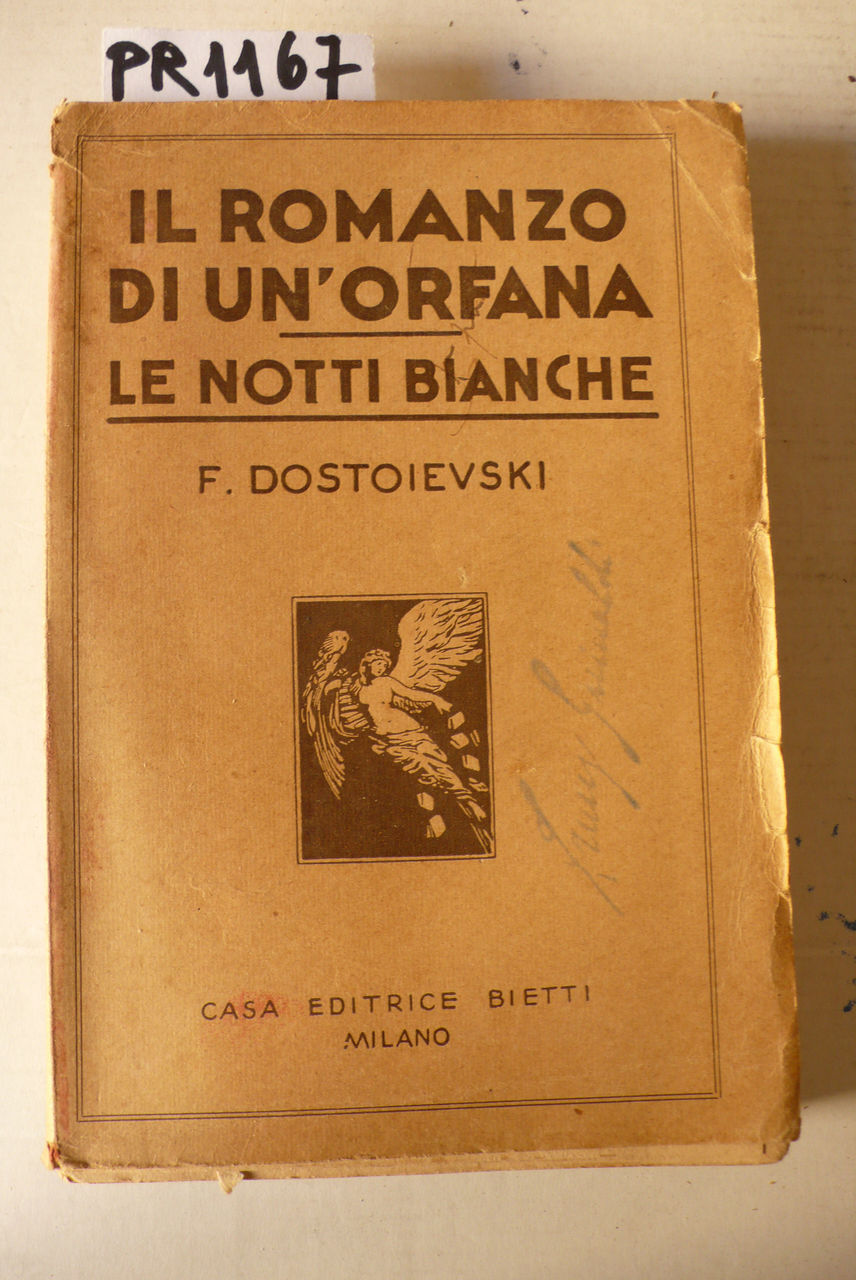 PR1167
IL ROMANZO
DI UN'ORFANA
LE NOTTI BIANCHE
F. DOSTOIEVSKI
CASA EDITRICE BIETTI
MILANO